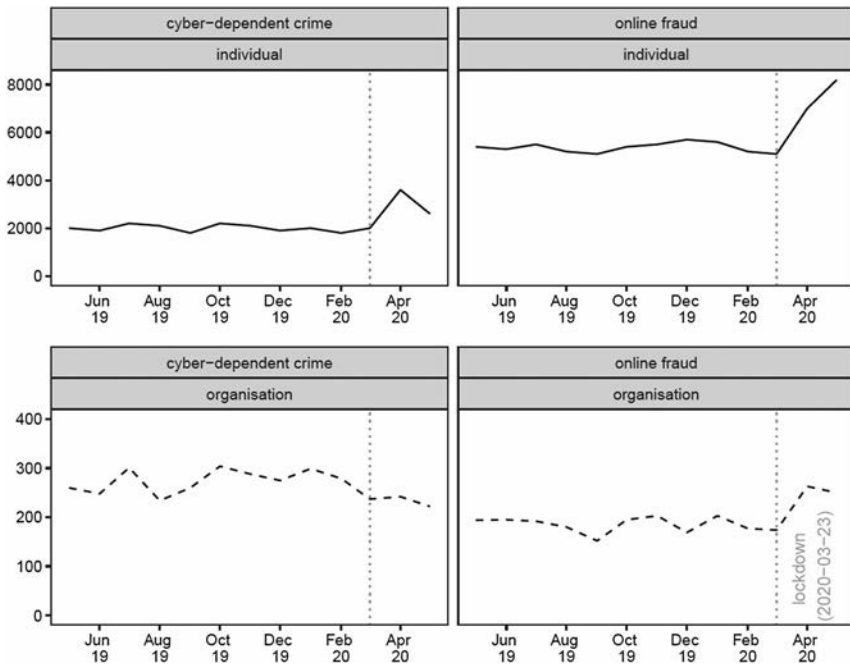 cyber−dependent crime
individual
online fraud
individual
8000
6000
4000
2000
0
Jun 19
Aug 19
Oct 19
Dec 19
Feb 20
Apr 20
Jun 19
Aug 19
Oct 19
Dec 19
Feb 20
Apr 20
cyber−dependent crime
organisation
online fraud
organisation
400
300
200
100
0
lockdown
(2020−03−23)
Jun 19
Aug 19
Oct 19
Dec 19
Feb 20
Apr 20
Jun 19
Aug 19
Oct 19
Dec 19
Feb 20
Apr 20